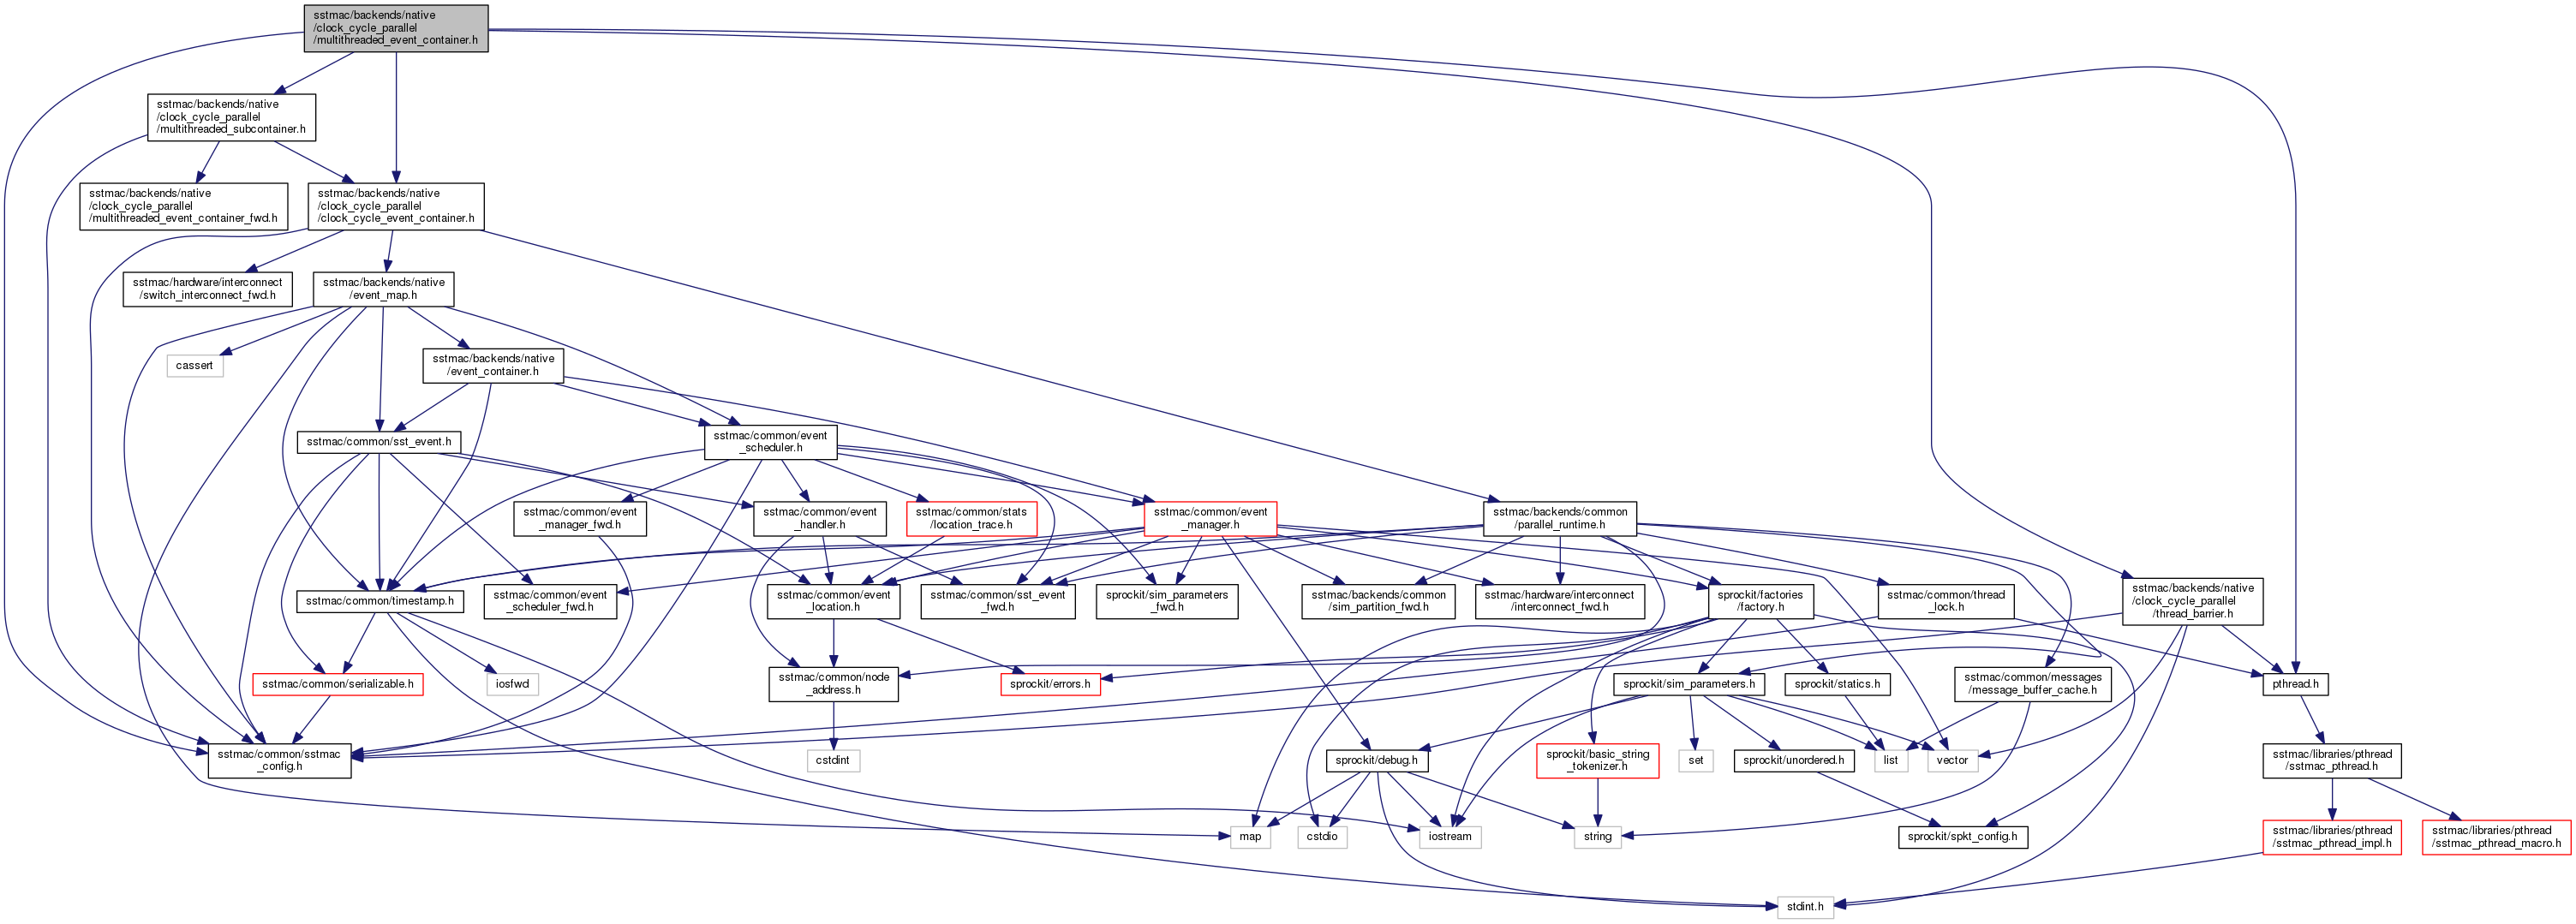 sstmac/backends/native
/clock_cycle_parallel
/multithreaded_event_container.h
sstmac/backends/native
/clock_cycle_parallel
/multithreaded_subcontainer.h
sstmac/backends/native
/clock_cycle_parallel
/multithreaded_event_container_fwd.h
sstmac/backends/native
/clock_cycle_parallel
/clock_cycle_event_container.h
sstmac/hardware/interconnect
/switch_interconnect_fwd.h
sstmac/backends/native
/event_map.h
cassert
sstmac/backends/native
/event_container.h
sstmac/common/sst_event.h
sstmac/common/event
_scheduler.h
sstmac/common/event
_manager_fwd.h
sstmac/common/event
_handler.h
sstmac/common/stats
/location_trace.h
sstmac/common/event
_manager.h
sstmac/backends/common
/parallel_runtime.h
sstmac/common/timestamp.h
sstmac/common/event
_scheduler_fwd.h
sstmac/common/event
_location.h
sstmac/common/sst_event
_fwd.h
sprockit/sim_parameters
_fwd.h
sstmac/backends/common
/sim_partition_fwd.h
sstmac/hardware/interconnect
/interconnect_fwd.h
sprockit/factories
/factory.h
sstmac/common/thread
_lock.h
sstmac/backends/native
/clock_cycle_parallel
/thread_barrier.h
sstmac/common/serializable.h
iosfwd
sstmac/common/node
_address.h
sprockit/errors.h
sprockit/sim_parameters.h
sprockit/statics.h
sstmac/common/messages
/message_buffer_cache.h
pthread.h
sstmac/common/sstmac
_config.h
cstdint
sprockit/debug.h
sprockit/basic_string
_tokenizer.h
set
sprockit/unordered.h
list
vector
sstmac/libraries/pthread
/sstmac_pthread.h
map
cstdio
iostream
string
sprockit/spkt_config.h
sstmac/libraries/pthread
/sstmac_pthread_impl.h
sstmac/libraries/pthread
/sstmac_pthread_macro.h
stdint.h